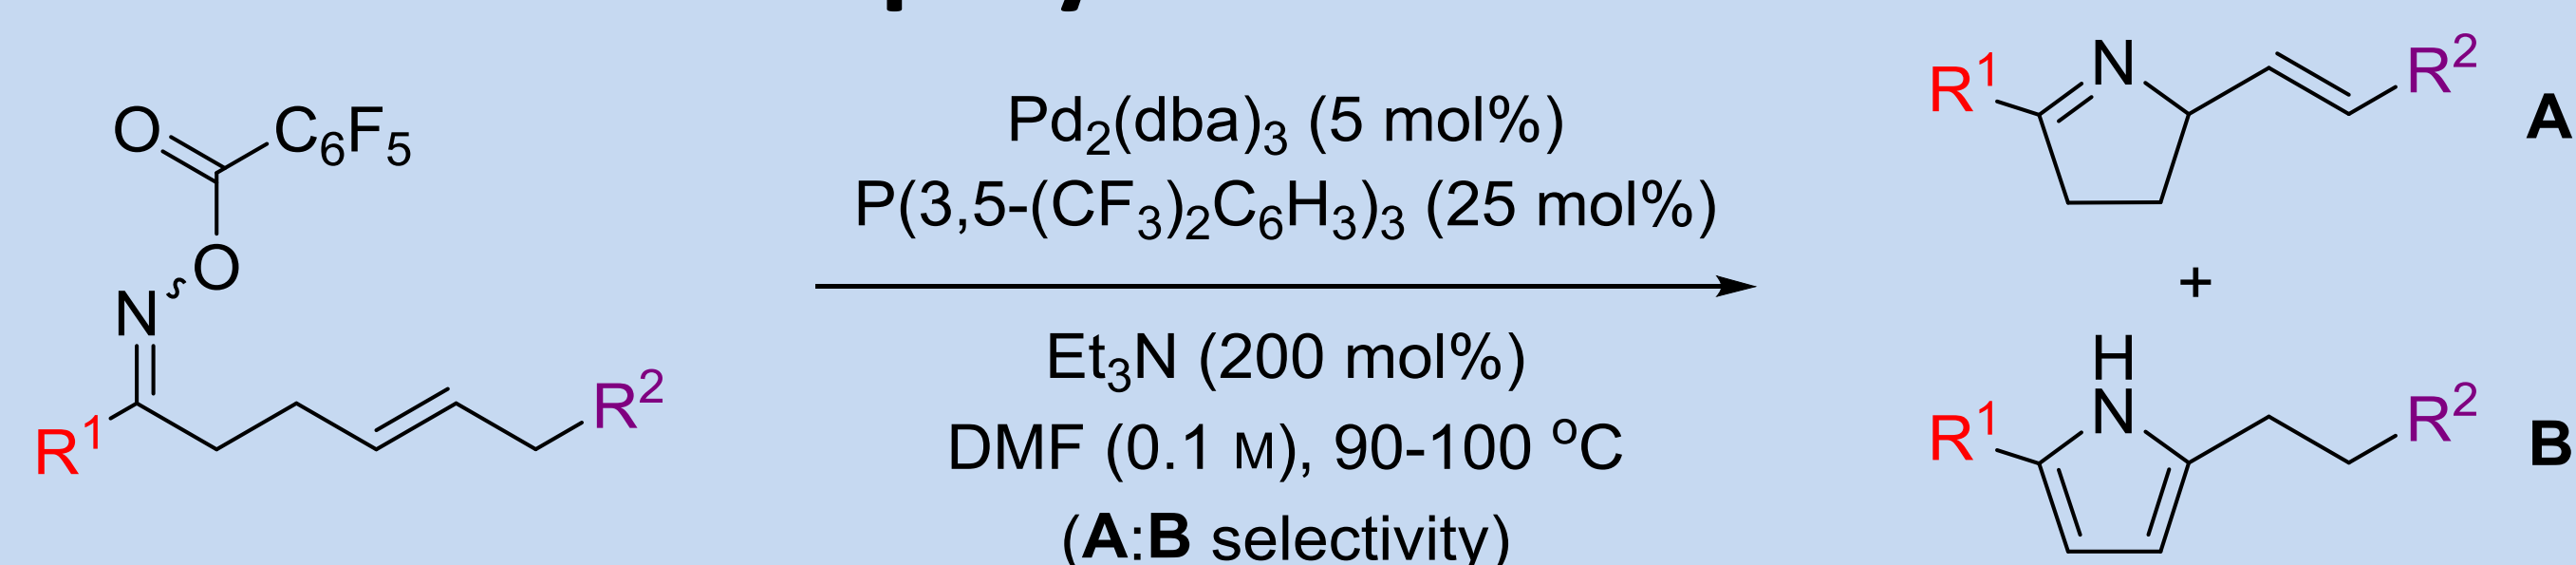 O
C₆F₅
O
N
R¹
R²
Pd₂(dba)₃ (5 mol%)
P(3,5-(CF₃)₂C₆H₃)₃ (25 mol%)
Et₃N (200 mol%)
DMF (0.1 M), 90-100 ºC
(A:B selectivity)
R¹
N
R²
A
+
H
N
R¹
R²
B